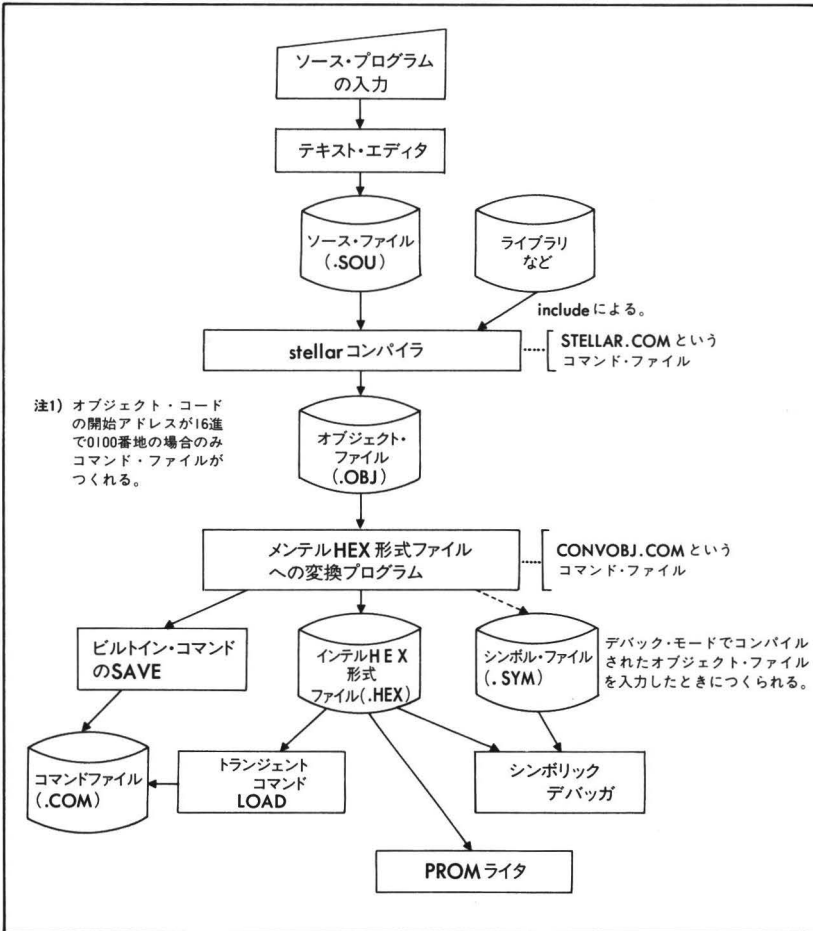 ソース・プログラム
の入力
テキスト・エディタ
ソース・ファイル
(.SOU)
ライブラリ
など
includeによる。
stellarコンパイラ
STELLAR.COMという
コマンド・ファイル
注1) オブジェクト・コード
の開始アドレスが16進
で0100番地の場合のみ
コマンド・ファイルが
つくれる。
オブジェクト・
ファイル
(.OBJ)
メンテルHEX形式ファイル
への変換プログラム
CONVOBJ.COMという
コマンド・ファイル
ビルトイン・コマンド
のSAVE
インテルHEX
形式
ファイル(.HEX)
シンボル・ファイル
(.SYM)
デバック・モードでコンパイル
されたオブジェクト・ファイル
を入力したときにつくられる。
コマンドファイル
(.COM)
トランジェント
コマンド
LOAD
シンボリック
デバッガ
PROMライタ